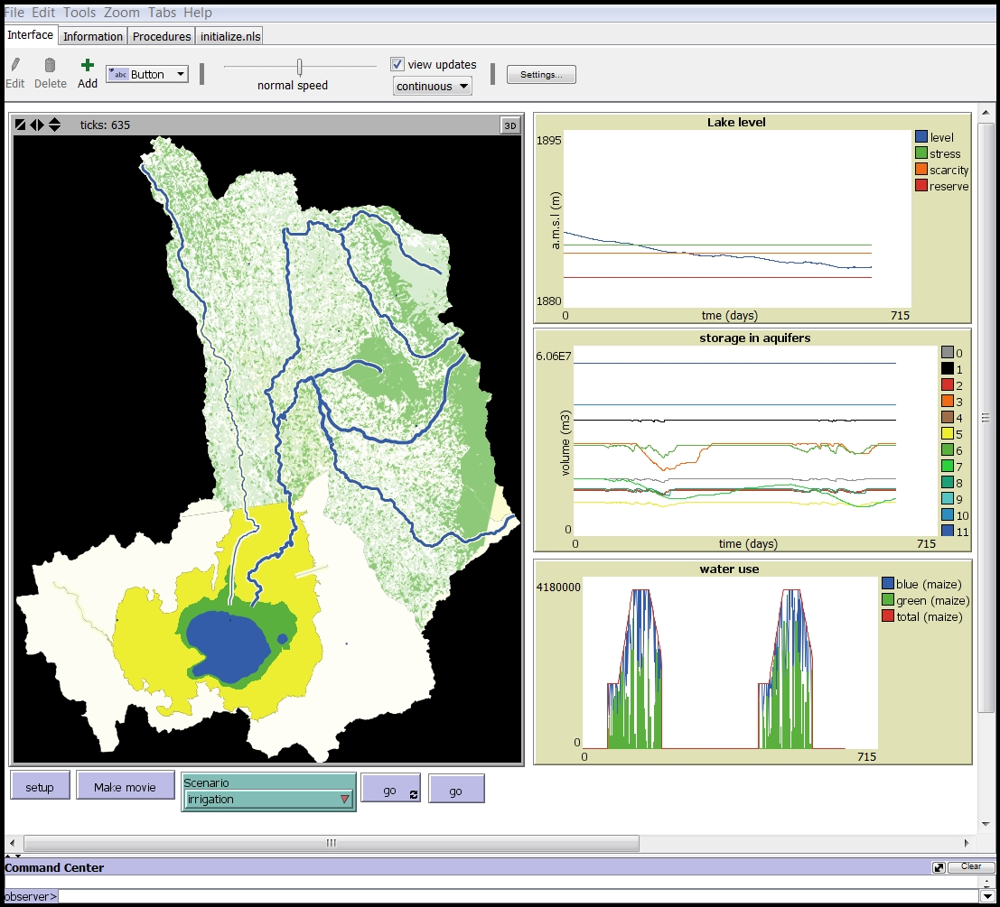 File Edit Tools Zoom Tabs Help
Interface Information Procedures initialize.nls
Edit Delete Add abc Button normal speed view updates continuous Settings...
ticks: 635 3D
Lake level
1895
a.m.s.l (m)
1880
0 tme (days) 715
level
stress
scarcity
reserve
storage in aquifers
6.06E7
volume (m3)
0
0 time (days) 715
0
1
2
3
4
5
6
7
8
9
10
11
water use
4180000
0
0 715
blue (maize)
green (maize)
total (maize)
setup Make movie Scenario irrigation go go
Command Center Clear
observer>